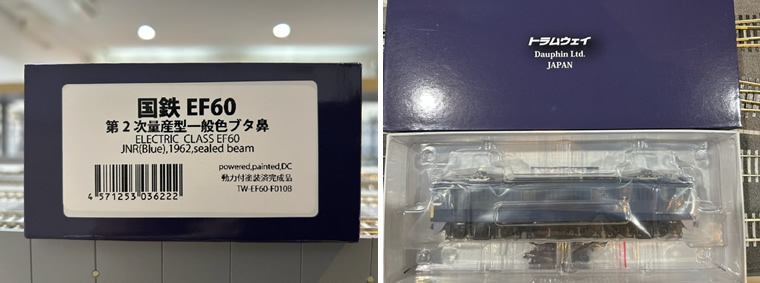 国鉄 EF60
第2次量産型一般色ブタ鼻
ELECTRIC CLASS EF60
JNR(Blue),1962,sealed beam
powered,painted,DC
動力付塗装済完成品
TW-EF60-F010B
4 571253 036222
トラムウェイ
Dauphin Ltd.
JAPAN